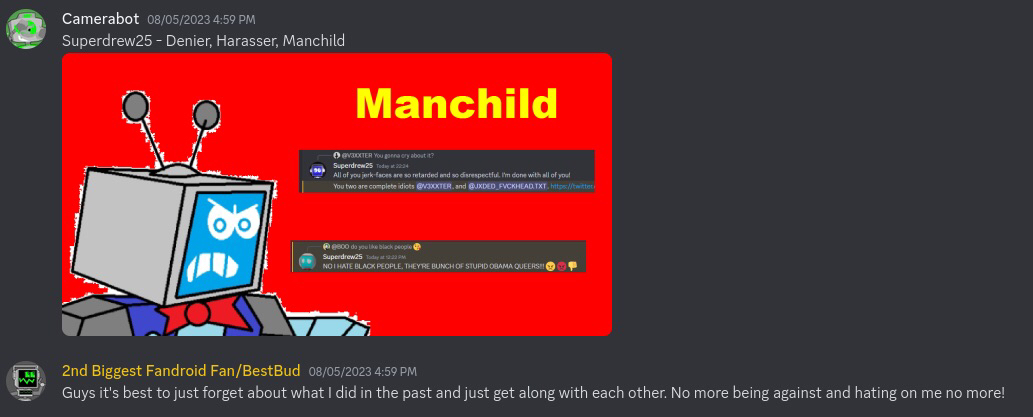 Camerabot 08/05/2023 4:59 PM
Superdrew25 - Denier, Harasser, Manchild
Manchild
@V3XXTER You gonna cry about it?
Superdrew25 Today at 22:24
All of you jerk-faces are so retarded and so disrespectful. I'm done with all of you!
You two are complete idiots @V3XXTER, and @JXDED_FVCKHEAD.TXT. https://twitter
@BOO do you like black people
Superdrew25 Today at 12:22 PM
NO I HATE BLACK PEOPLE, THEY'RE BUNCH OF STUPID OBAMA QUEERS!!!
2nd Biggest Fandroid Fan/BestBud 08/05/2023 4:59 PM
Guys it's best to just forget about what I did in the past and just get along with each other. No more being against and hating on me no more!